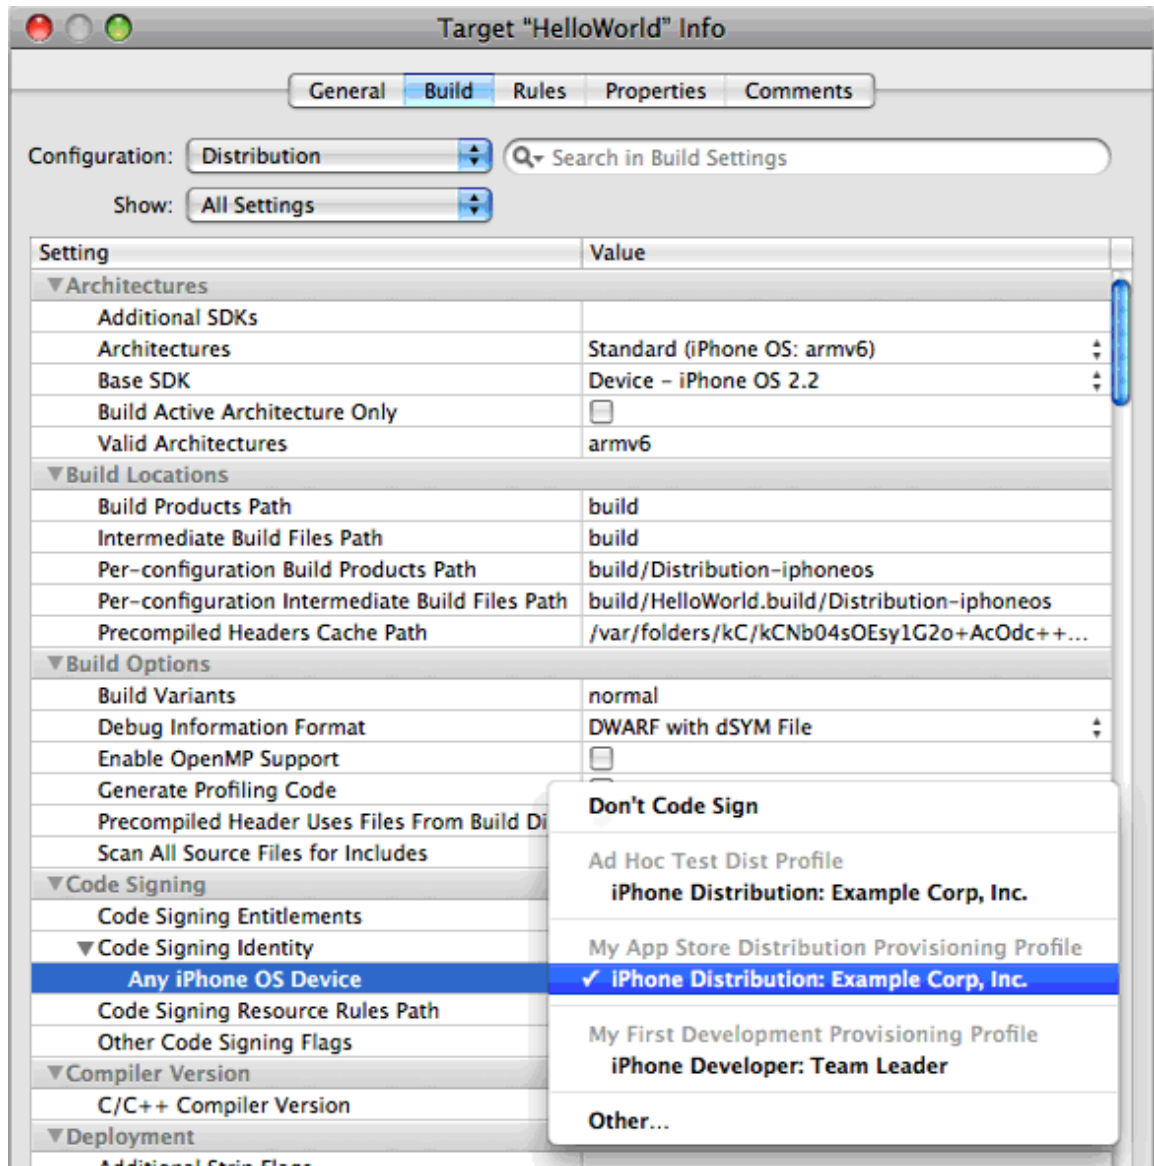 Target “HelloWorld” Info
General Build Rules Properties Comments
Configuration: Distribution Search in Build Settings
Show: All Settings
Setting Value
Architectures
Additional SDKs
Architectures Standard (iPhone OS: armv6)
Base SDK Device – iPhone OS 2.2
Build Active Architecture Only
Valid Architectures armv6
Build Locations
Build Products Path build
Intermediate Build Files Path build
Per-configuration Build Products Path build/Distribution-iphoneos
Per-configuration Intermediate Build Files Path build/HelloWorld.build/Distribution-iphoneos
Precompiled Headers Cache Path /var/folders/kC/kCNb04sOEsy1G2o+AcOdc++...
Build Options
Build Variants normal
Debug Information Format DWARF with dSYM File
Enable OpenMP Support
Generate Profiling Code
Don't Code Sign
Precompiled Header Uses Files From Build Di
Scan All Source Files for Includes
Ad Hoc Test Dist Profile
Code Signing
iPhone Distribution: Example Corp, Inc.
Code Signing Entitlements
Code Signing Identity
My App Store Distribution Provisioning Profile
Any iPhone OS Device
✓ iPhone Distribution: Example Corp, Inc.
Code Signing Resource Rules Path
Other Code Signing Flags
My First Development Provisioning Profile
Compiler Version
iPhone Developer: Team Leader
C/C++ Compiler Version
Other...
Deployment
Additional Strip Flags